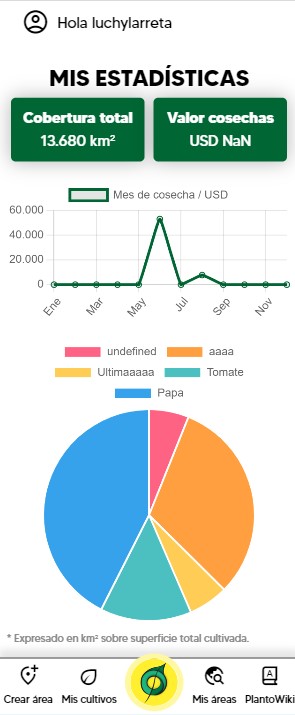 Hola luchylarreta
MIS ESTADÍSTICAS
Cobertura total
13.680 km²
Valor cosechas
USD NaN
Mes de cosecha / USD
60.000
40.000
20.000
0
Ene
Mar
May
Jul
Sep
Nov
undefined
aaaa
Ultimaaaaa
Tomate
Papa
* Expresado en km² sobre superficie total cultivada.
Crear área
Mis cultivos
Mis áreas
A
PlantoWiki